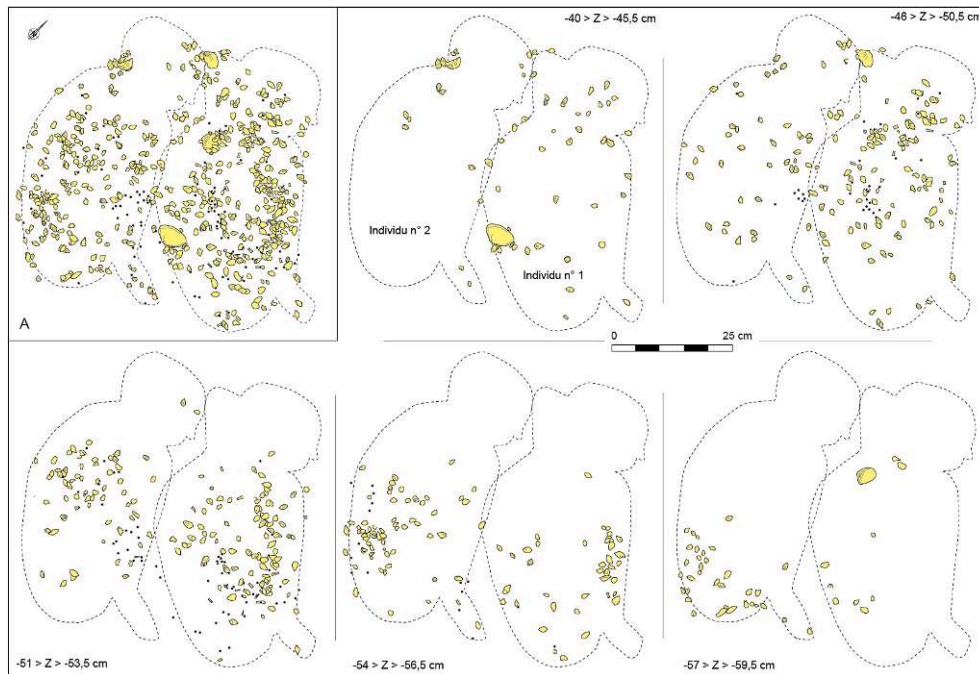 -40 > Z > -45,5 cm
-46 > Z > -50,5 cm
Individu n° 2
Individu n° 1
A
0 25 cm
-51 > Z > -53,5 cm
-54 > Z > -56,5 cm
-57 > Z > -59,5 cm